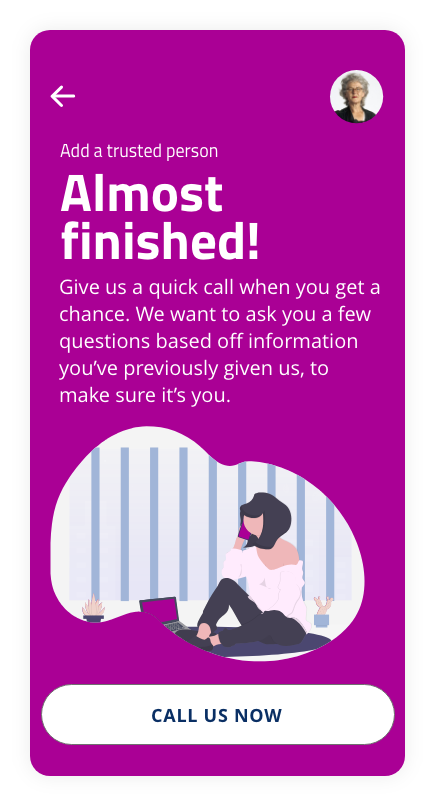 Add a trusted person
Almost
finished!
Give us a quick call when you get a
chance. We want to ask you a few
questions based off information
you’ve previously given us, to
make sure it’s you.
CALL US NOW